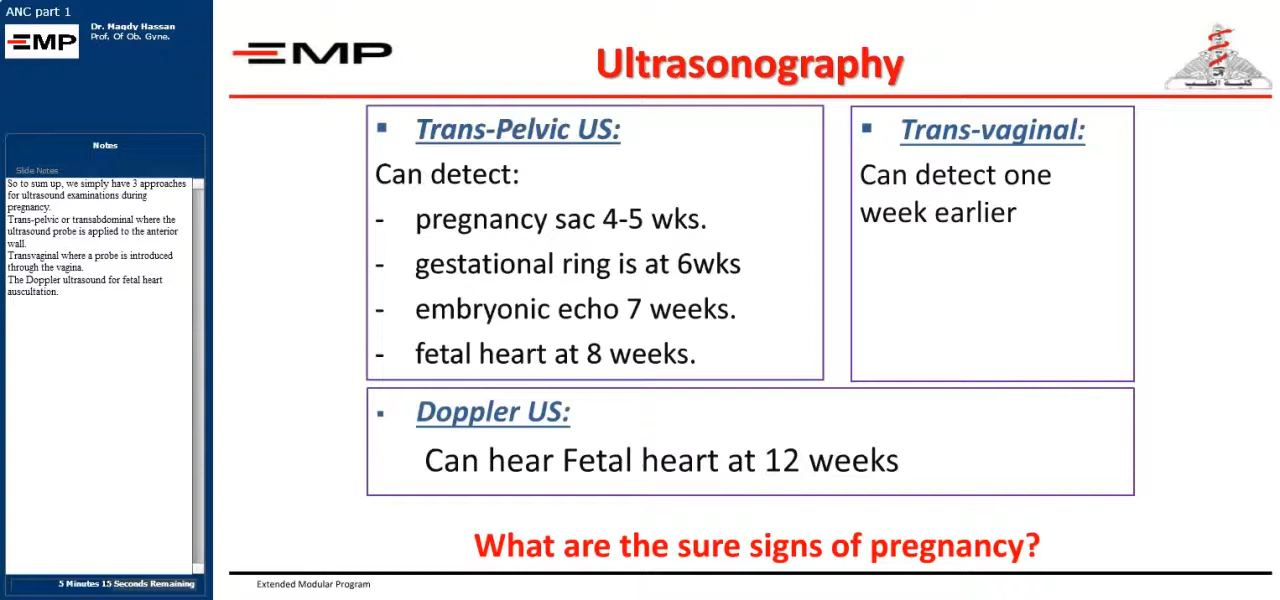 ANC part 1
EMP
Dr. Maqdy Hassan
Prof. Of Ob. Gyne.
Notes
Slide Notes
So to sum up, we simply have 3 approaches
for ultrasound examinations during
pregnancy.
Trans-pelvic or transabdominal where the
ultrasound probe is applied to the anterior
wall.
Transvaginal where a probe is introduced
through the vagina.
The Doppler ultrasound for fetal heart
auscultation.
5 Minutes 15 Seconds Remaining
EMP
Ultrasonography
كلية الطب
▪ Trans-Pelvic US:
Can detect:
- pregnancy sac 4-5 wks.
- gestational ring is at 6wks
- embryonic echo 7 weeks.
- fetal heart at 8 weeks.
▪ Trans-vaginal:
Can detect one
week earlier
▪ Doppler US:
Can hear Fetal heart at 12 weeks
What are the sure signs of pregnancy?
Extended Modular Program